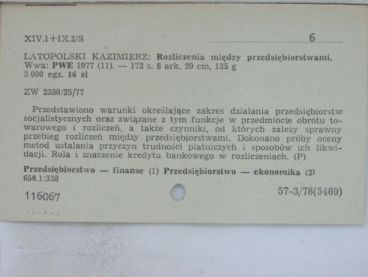 XIV.1+IX.2/S 6
LATOPOLSKI KAZIMIERZ: Rozliczenia między przedsiębiorstwami.
Wwa: PWE 1977 (11). — 172 s. 8 ark. 20 cm, 135 g
3 000 egz. 16 zł
ZW 2350/25/77
Przedstawiono warunki określające zakres działania przedsiębiorstw
socjalistycznych oraz związane z tym funkcje w przedmiocie obrotu to-
warowego i rozliczeń, a także czynniki, od których zależy sprawny
przebieg rozliczeń między przedsiębiorstwami. Dokonano próby oceny
metod ustalania przyczyn trudności płatniczych i sposobów ich likwi-
dacji. Rola i znaczenie kredytu bankowego w rozliczeniach. (P)
Przedsiębiorstwo — finanse (1) Przedsiębiorstwo — ekonomika (2)
658.1:336
116067 57-3/78(5469)